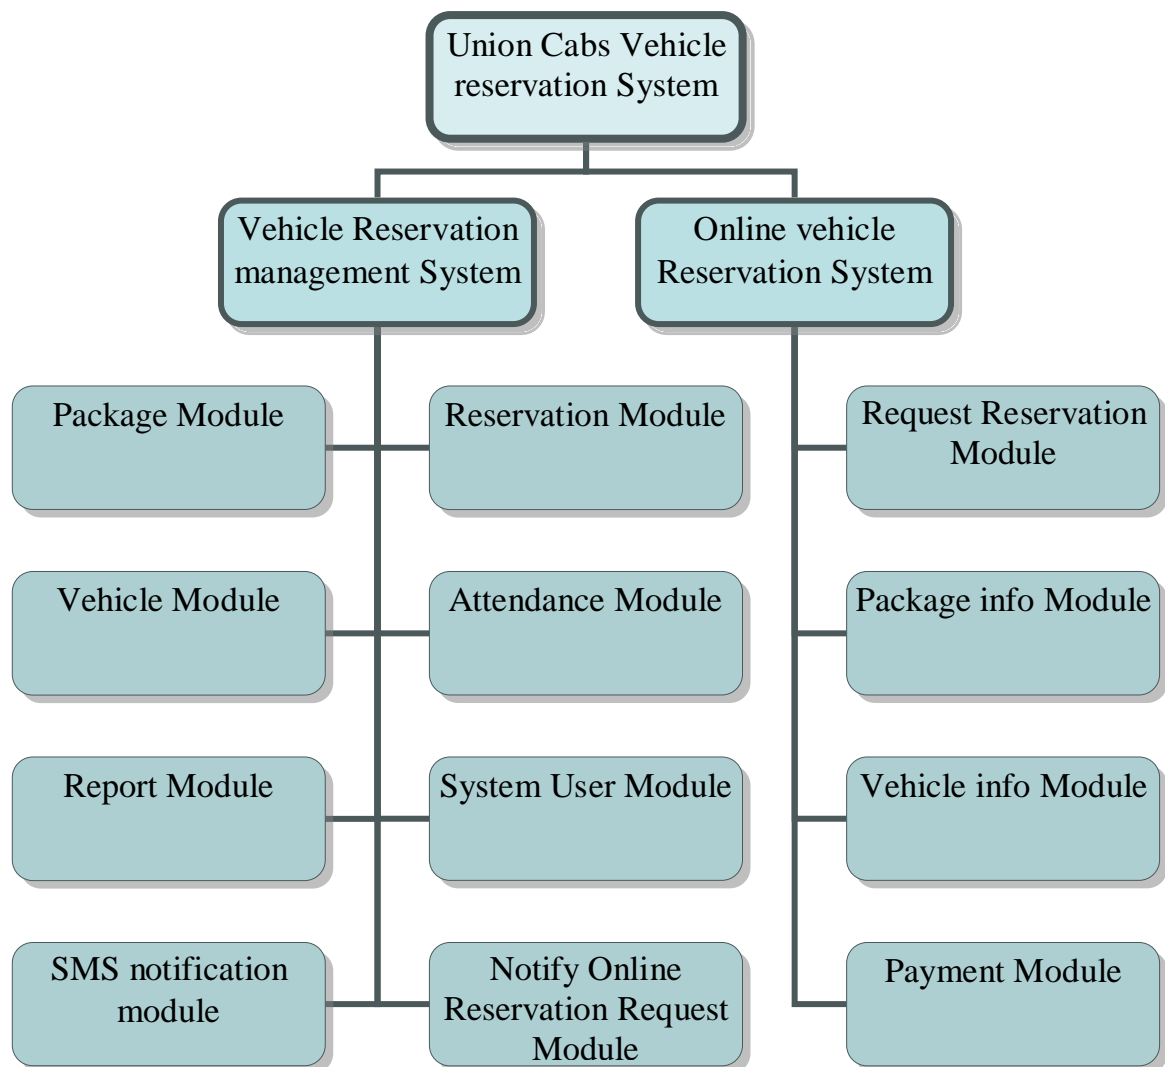 Union Cabs Vehicle
reservation System
Vehicle Reservation
management System
Online vehicle
Reservation System
Package Module
Reservation Module
Request Reservation
Module
Vehicle Module
Attendance Module
Package info Module
Report Module
System User Module
Vehicle info Module
SMS notification
module
Notify Online
Reservation Request
Module
Payment Module